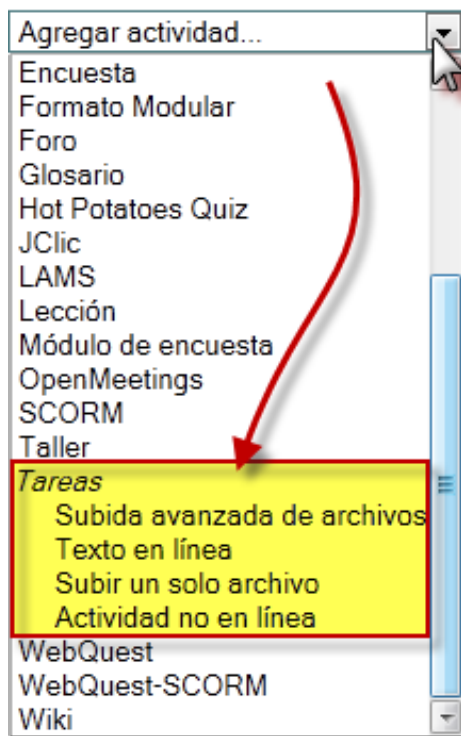 Agregar actividad...
Encuesta
Formato Modular
Foro
Glosario
Hot Potatoes Quiz
JClic
LAMS
Lección
Módulo de encuesta
OpenMeetings
SCORM
Taller
Tareas
Subida avanzada de archivos
Texto en línea
Subir un solo archivo
Actividad no en línea
WebQuest
WebQuest-SCORM
Wiki